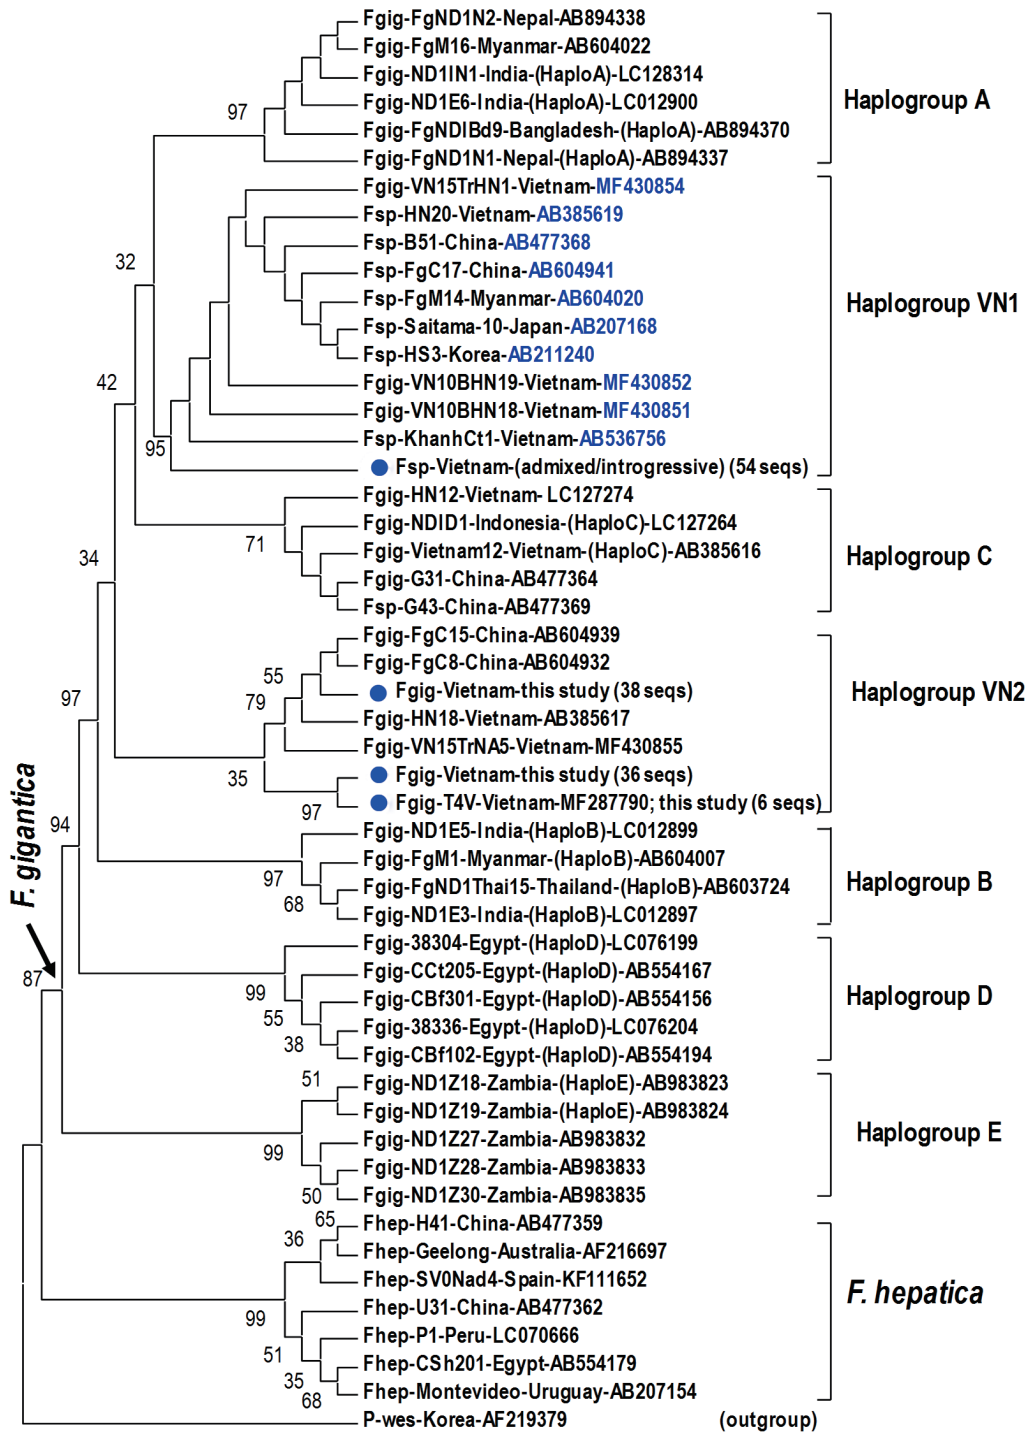 Fgig-FgND1N2-Nepal-AB894338
Fgig-FgM16-Myanmar-AB604022
Fgig-ND1IN1-India-(HaploA)-LC128314
Fgig-ND1E6-India-(HaploA)-LC012900
Haplogroup A
97
Fgig-FgNDIBd9-Bangladesh-(HaploA)-AB894370
Fgig-FgND1N1-Nepal-(HaploA)-AB894337
Fgig-VN15TrHN1-Vietnam-MF430854
Fsp-HN20-Vietnam-AB385619
Fsp-B51-China-AB477368
32
Fsp-FgC17-China-AB604941
Fsp-FgM14-Myanmar-AB604020
Haplogroup VN1
Fsp-Saitama-10-Japan-AB207168
Fsp-HS3-Korea-AB211240
42
Fgig-VN10BHN19-Vietnam-MF430852
Fgig-VN10BHN18-Vietnam-MF430851
Fsp-KhanhCt1-Vietnam-AB536756
95
Fsp-Vietnam-(admixed/introgressive) (54 seqs)
Fgig-HN12-Vietnam- LC127274
Fgig-NDID1-Indonesia-(HaploC)-LC127264
71
Fgig-Vietnam12-Vietnam-(HaploC)-AB385616
Haplogroup C
34
Fgig-G31-China-AB477364
Fsp-G43-China-AB477369
Fgig-FgC15-China-AB604939
Fgig-FgC8-China-AB604932
55
Fgig-Vietnam-this study (38 seqs)
Haplogroup VN2
97
79
Fgig-HN18-Vietnam-AB385617
Fgig-VN15TrNA5-Vietnam-MF430855
35
Fgig-Vietnam-this study (36 seqs)
Fgig-T4V-Vietnam-MF287790; this study (6 seqs)
97
94
F. gigantica
Fgig-ND1E5-India-(HaploB)-LC012899
Fgig-FgM1-Myanmar-(HaploB)-AB604007
97
Haplogroup B
Fgig-FgND1Thai15-Thailand-(HaploB)-AB603724
68
Fgig-ND1E3-India-(HaploB)-LC012897
Fgig-38304-Egypt-(HaploD)-LC076199
Fgig-CCt205-Egypt-(HaploD)-AB554167
87
99
Fgig-CBf301-Egypt-(HaploD)-AB554156
Haplogroup D
55
Fgig-38336-Egypt-(HaploD)-LC076204
38
Fgig-CBf102-Egypt-(HaploD)-AB554194
51
Fgig-ND1Z18-Zambia-(HaploE)-AB983823
Fgig-ND1Z19-Zambia-(HaploE)-AB983824
Haplogroup E
Fgig-ND1Z27-Zambia-AB983832
99
Fgig-ND1Z28-Zambia-AB983833
50
Fgig-ND1Z30-Zambia-AB983835
65
Fhep-H41-China-AB477359
36
Fhep-Geelong-Australia-AF216697
Fhep-SV0Nad4-Spain-KF111652
F. hepatica
Fhep-U31-China-AB477362
99
Fhep-P1-Peru-LC070666
51
Fhep-CSh201-Egypt-AB554179
35
Fhep-Montevideo-Uruguay-AB207154
68
P-wes-Korea-AF219379 (outgroup)